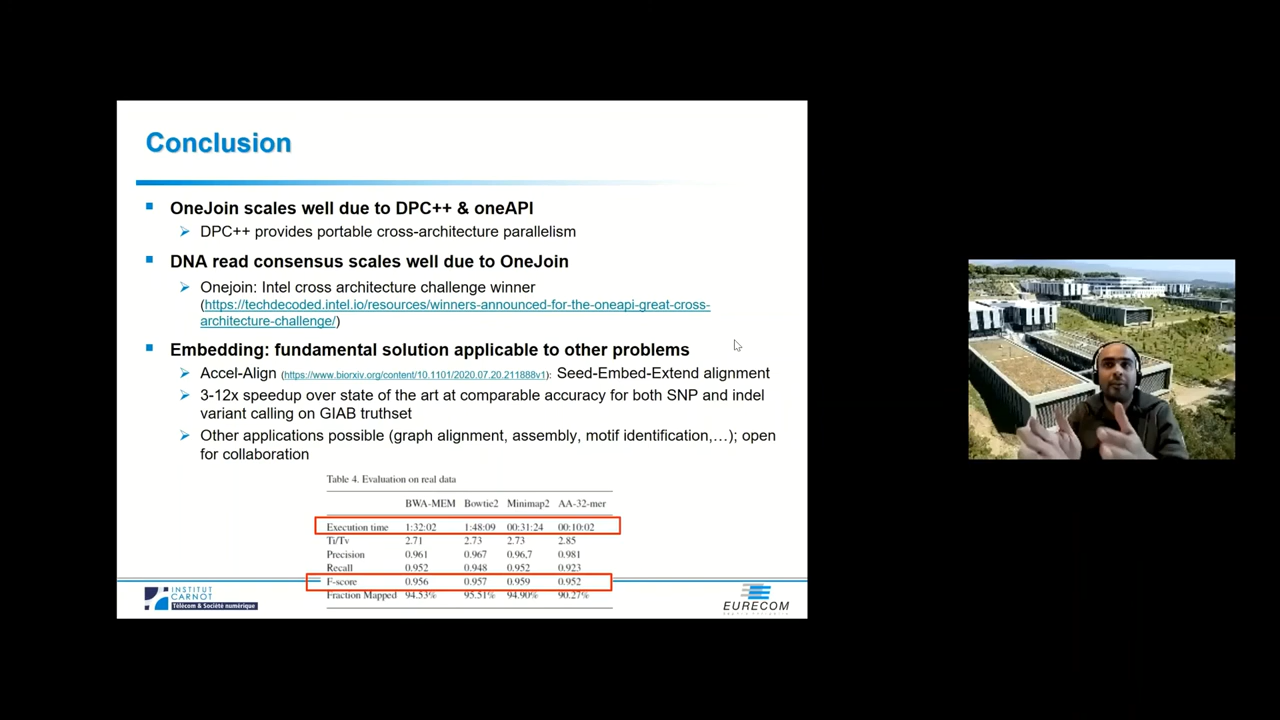 Conclusion
OneJoin scales well due to DPC++ & oneAPI
DPC++ provides portable cross-architecture parallelism
DNA read consensus scales well due to OneJoin
Onejoin: Intel cross architecture challenge winner
(https://techdecoded.intel.io/resources/winners-announced-for-the-oneapi-great-cross-
architecture-challenge/)
Embedding: fundamental solution applicable to other problems
Accel-Align (https://www.biorxiv.org/content/10.1101/2020.07.20.211888v1): Seed-Embed-Extend alignment
3-12x speedup over state of the art at comparable accuracy for both SNP and indel
variant calling on GIAB truthset
Other applications possible (graph alignment, assembly, motif identification,…); open
for collaboration
Table 4. Evaluation on real data
BWA-MEM Bowtie2 Minimap2 AA-32-mer
Execution time 1:32:02 1:48:09 00:31:24 00:10:02
Ti/Tv 2.71 2.73 2.73 2.85
Precision 0.961 0.967 0.96,7 0.981
Recall 0.952 0.948 0.952 0.923
F-score 0.956 0.957 0.959 0.952
Fraction Mapped 94.53% 95.51% 94.90% 90.27%
INSTITUT
CARNOT
Télécom & Société numérique
EURECOM